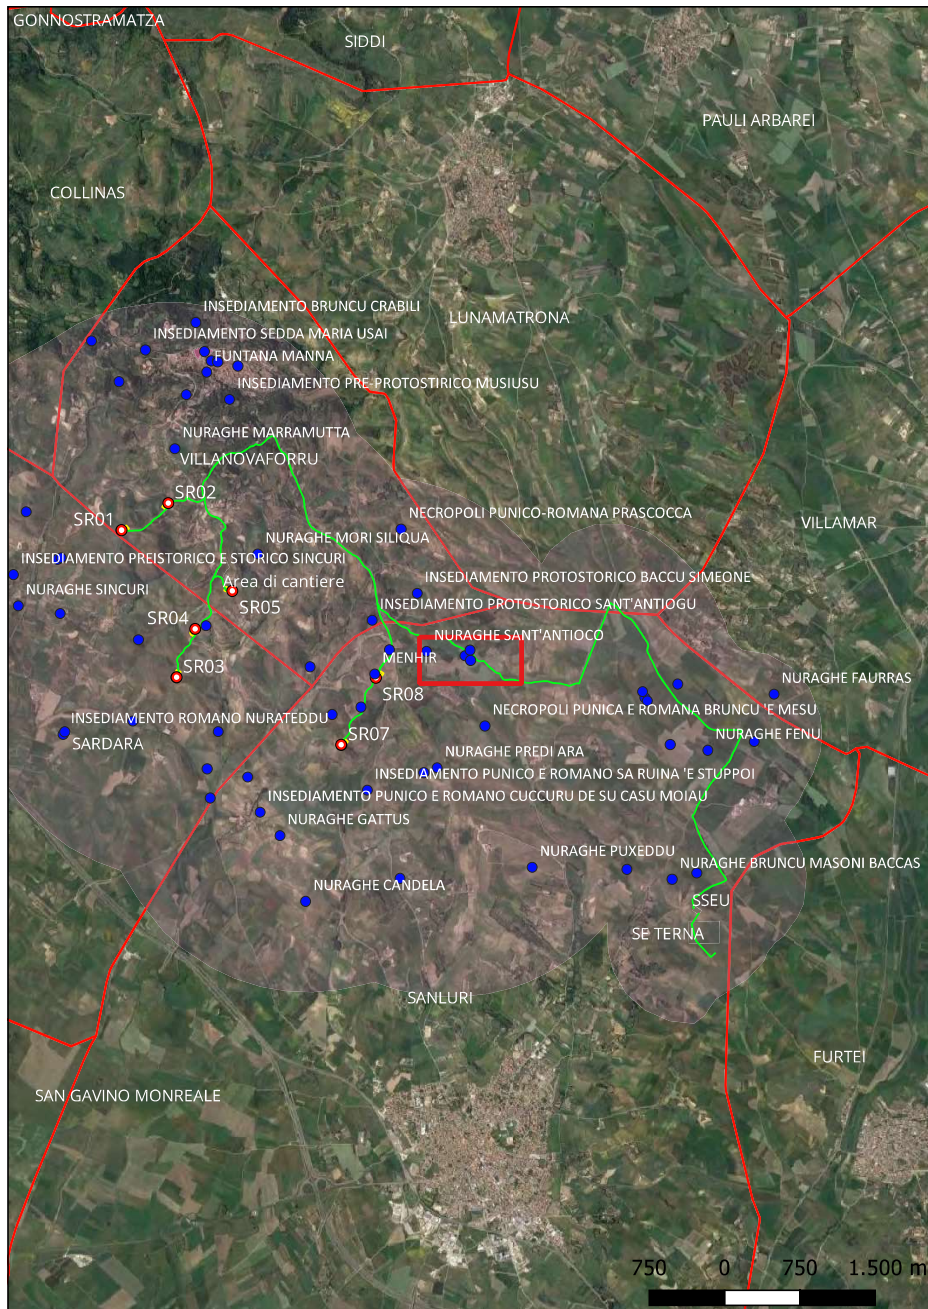 GONNOSTRAMATZA
SIDDI
PAULI ARBAREI
COLLINAS
INSEDIAMENTO BRUNCU CRABILI
LUNAMATRONA
INSEDIAMENTO SEDDA MARIA USAI
FUNTANA MANNA
INSEDIAMENTO PRE-PROTOSTIRICO MUSIUSU
NURAGHE MARRAMUTTA
VILLANOVAFORRU
SR02
SR01
NECROPOLI PUNICO-ROMANA PRASCOCCA
VILLAMAR
NURAGHE MORI SILIQUA
INSEDIAMENTO PREISTORICO E STORICO SINCURI
INSEDIAMENTO PROTOSTORICO BACCU SIMEONE
Area di cantiere
NURAGHE SINCURI
SR05
INSEDIAMENTO PROTOSTORICO SANT'ANTIOGU
SR04
NURAGHE SANT'ANTIOCO
MENHIR
SR03
SR08
NURAGHE FAURRAS
NECROPOLI PUNICA E ROMANA BRUNCU 'E MESU
INSEDIAMENTO ROMANO NURATEDDU
SR07
NURAGHE FENU
SARDARA
NURAGHE PREDI ARA
INSEDIAMENTO PUNICO E ROMANO SA RUINA 'E STUPPOI
INSEDIAMENTO PUNICO E ROMANO CUCCURU DE SU CASU MOIAU
NURAGHE GATTUS
NURAGHE PUXEDDU
NURAGHE BRUNCU MASONI BACCAS
NURAGHE CANDELA
SSEU
SE TERNA
SANLURI
FURTEI
SAN GAVINO MONREALE
750 0 750 1.500 m